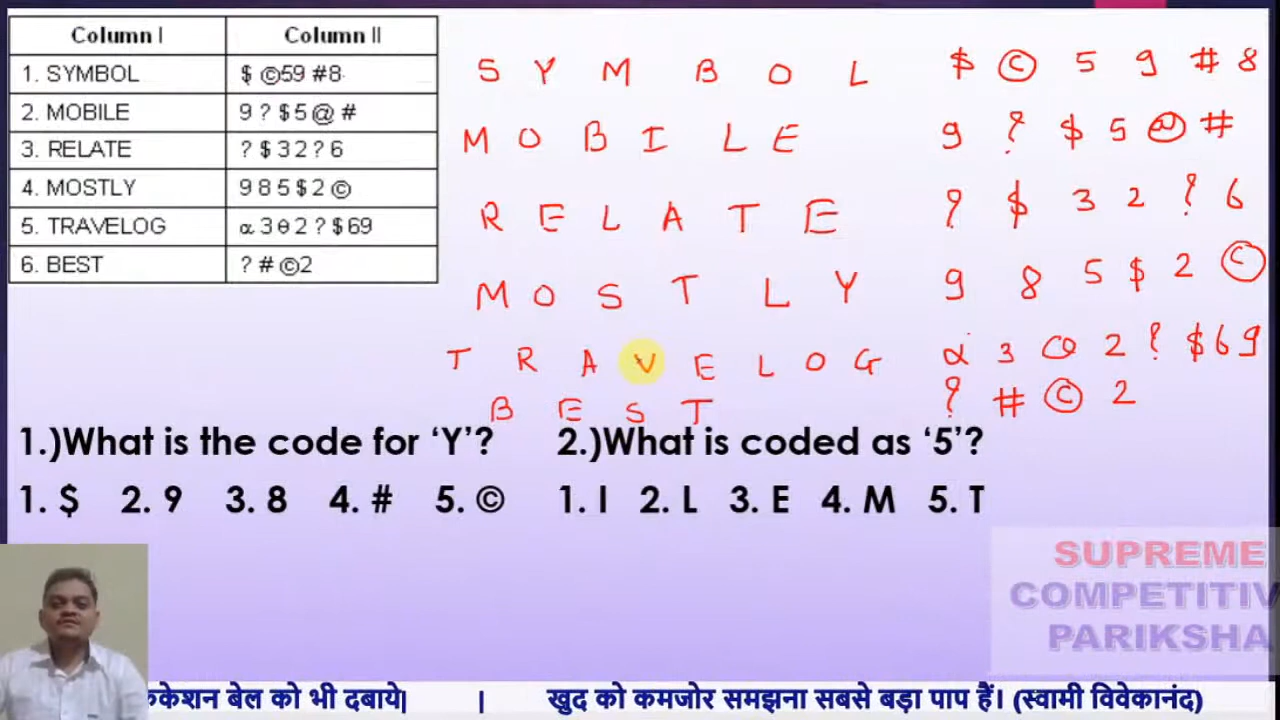 Column I Column II
1. SYMBOL $ ©59 #8
2. MOBILE 9 ? $ 5 @ #
3. RELATE ? $ 3 2 ? 6
4. MOSTLY 9 8 5 $ 2 ©
5. TRAVELOG α 3 θ 2 ? $ 69
6. BEST ? # ©2
S Y M B O L $ © 5 9 # 8
M O B I L E 9 ? $ 5 @ #
R E L A T E ? $ 3 2 ? 6
M O S T L Y 9 8 5 $ 2 ©
T R A V E L O G α 3 θ 2 ? $ 6 9
B E S T ? # © 2
1.)What is the code for ‘Y’? 2.)What is coded as ‘5’?
1. $ 2. 9 3. 8 4. # 5. © 1. I 2. L 3. E 4. M 5. T
SUPREME
COMPETITIV
PARIKSHA
केशन बेल को भी दबाये| | खुद को कमजोर समझना सबसे बड़ा पाप हैं। (स्वामी विवेकानंद)